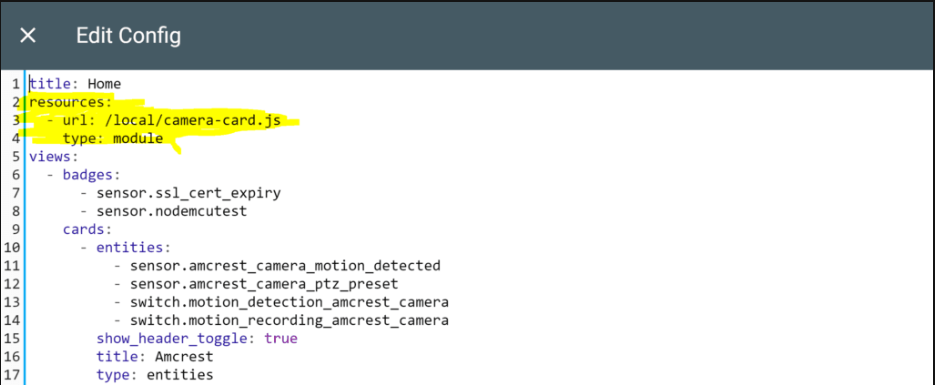 × Edit Config
1 title: Home
2 resources:
3   - url: /local/camera-card.js
4     type: module
5 views:
6   - badges:
7       - sensor.ssl_cert_expiry
8       - sensor.nodemcutest
9     cards:
10       - entities:
11           - sensor.amcrest_camera_motion_detected
12           - sensor.amcrest_camera_ptz_preset
13           - switch.motion_detection_amcrest_camera
14           - switch.motion_recording_amcrest_camera
15         show_header_toggle: true
16         title: Amcrest
17         type: entities